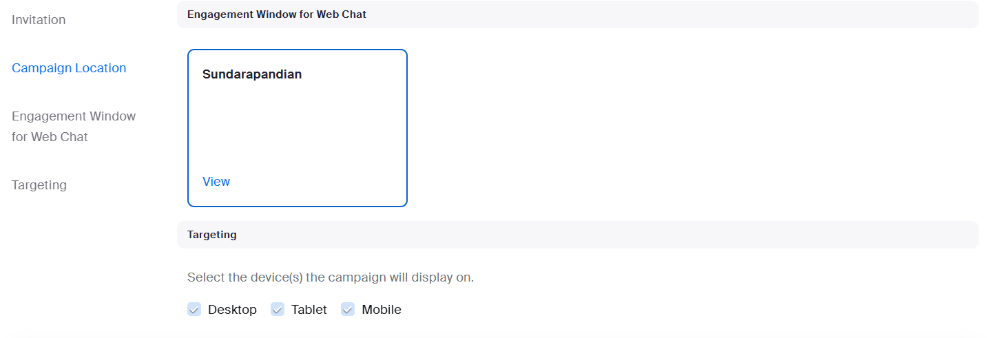 Invitation
Campaign Location
Engagement Window
for Web Chat
Targeting
Engagement Window for Web Chat
Sundarapandian
View
Targeting
Select the device(s) the campaign will display on.
Desktop Tablet Mobile